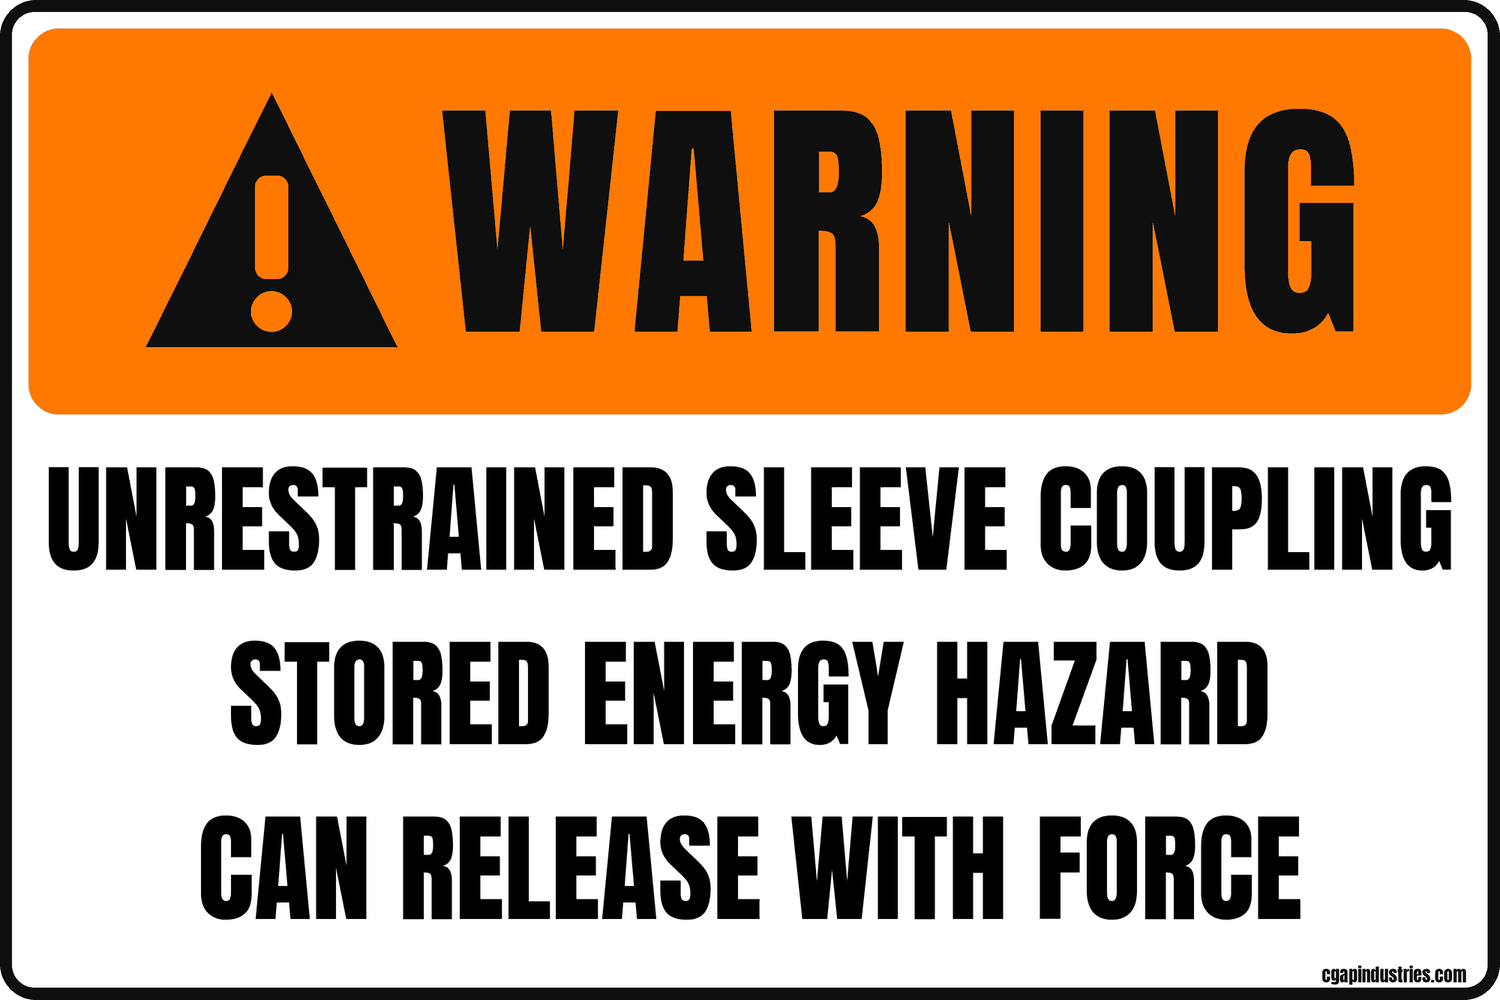 WARNING
UNRESTRAINED SLEEVE COUPLING
STORED ENERGY HAZARD
CAN RELEASE WITH FORCE
cgapindustries.com